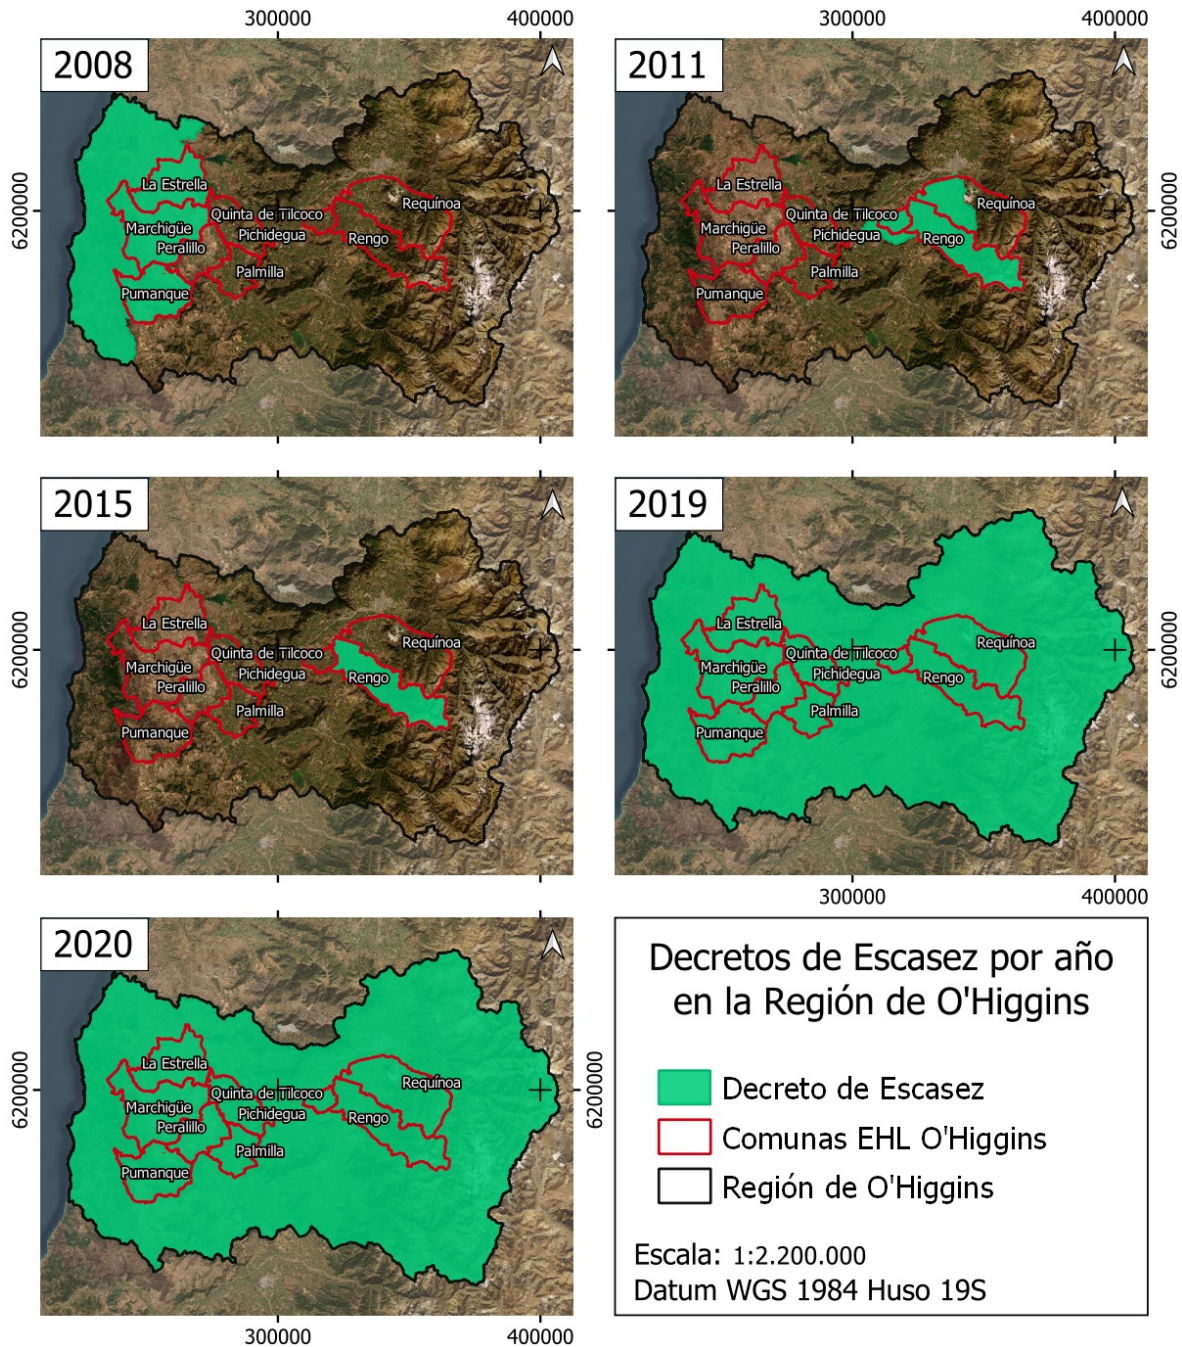 300000
400000
300000
400000
2008
2011
6200000
La Estrella
Requínoa
Quinta de Tilcoco
Marchigüe
Pichidegua
Rengo
Peralillo
Palmilla
Pumanque
La Estrella
Requínoa
Quinta de Tilcoco
Marchigüe
Pichidegua
Rengo
Peralillo
Palmilla
Pumanque
6200000
300000
400000
300000
400000
2015
2019
6200000
La Estrella
Requínoa
Quinta de Tilcoco
Marchigüe
Pichidegua
Rengo
Peralillo
Palmilla
Pumanque
La Estrella
Requínoa
Quinta de Tilcoco
Marchigüe
Pichidegua
Rengo
Peralillo
Palmilla
Pumanque
6200000
300000
400000
2020
6200000
La Estrella
Requínoa
Quinta de Tilcoco
Marchigüe
Pichidegua
Rengo
Peralillo
Palmilla
Pumanque
6200000
300000
400000
Decretos de Escasez por año
en la Región de O'Higgins
Decreto de Escasez
Comunas EHL O'Higgins
Región de O'Higgins
Escala: 1:2.200.000
Datum WGS 1984 Huso 19S